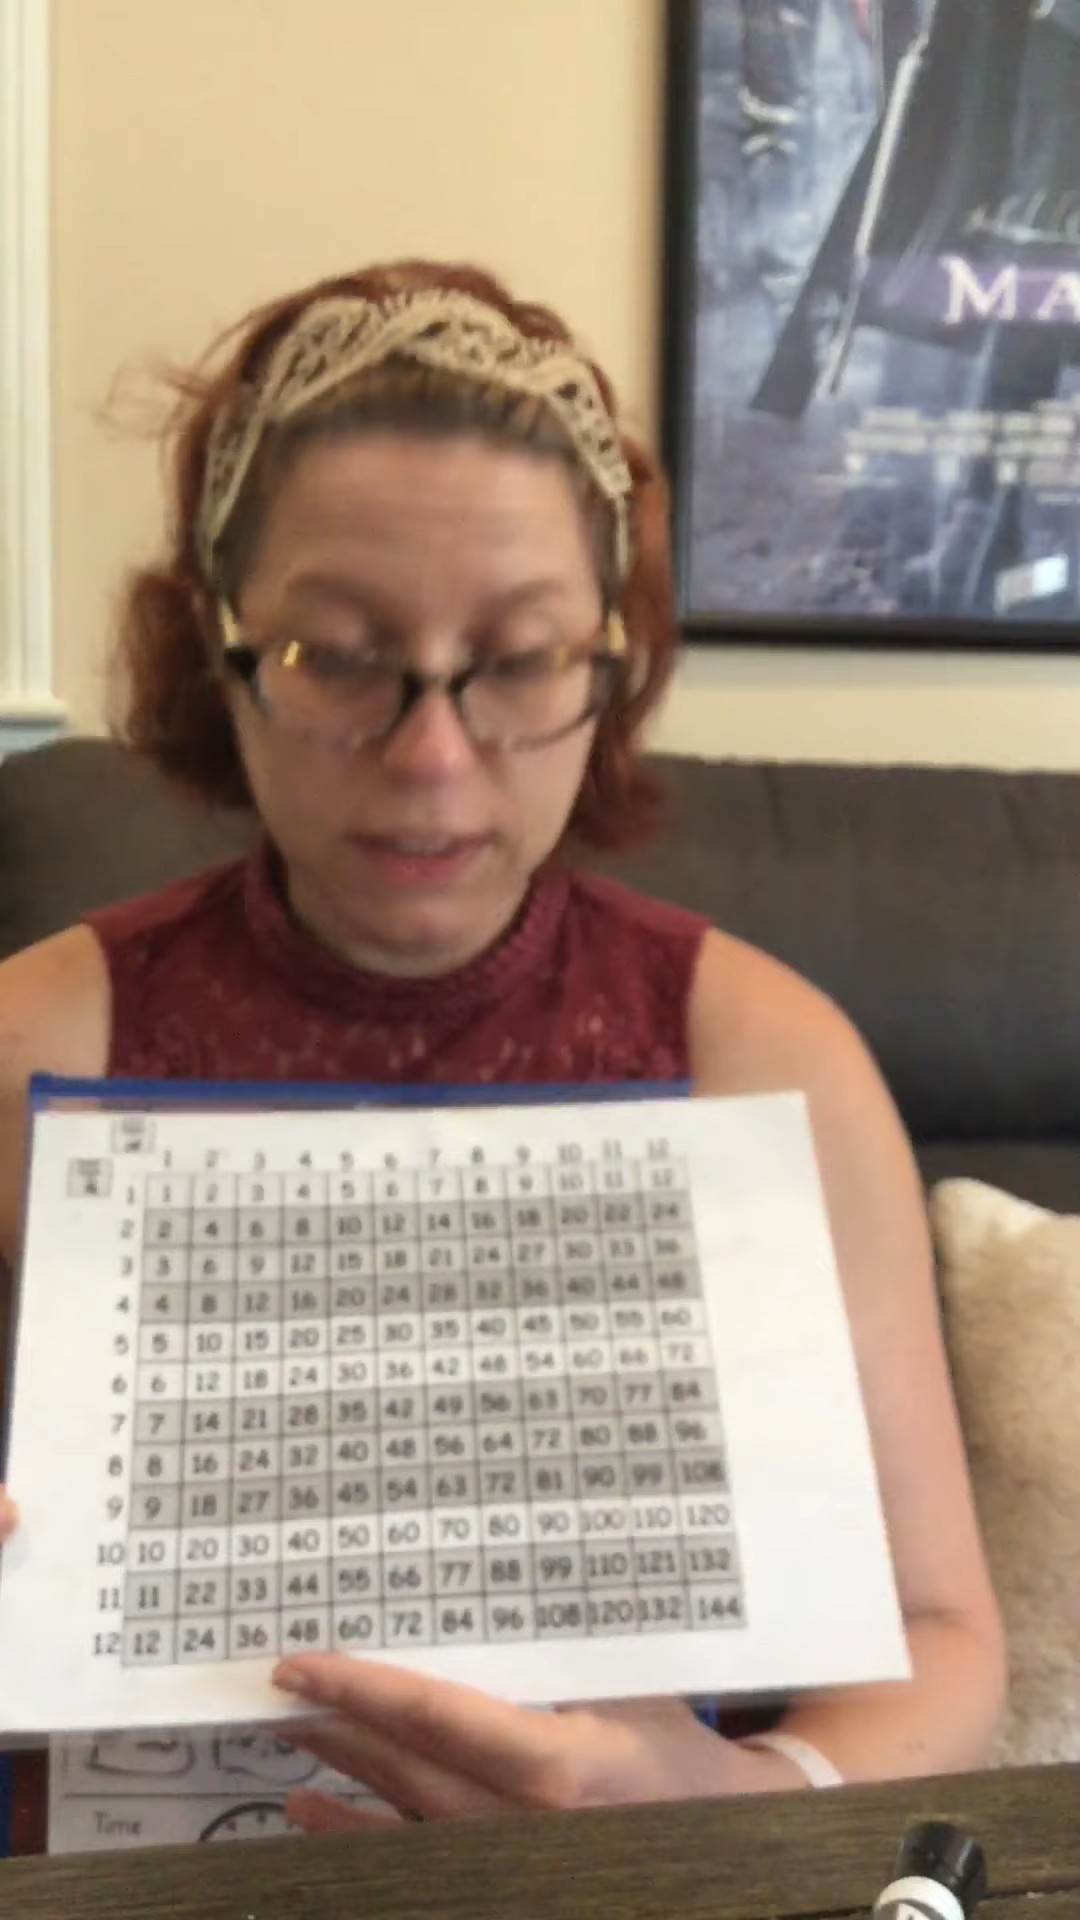 MA
1 2 3 4 5 6 7 8 9 10 11 12
1 1 2 3 4 5 6 7 8 9 10 11 12
2 2 4 6 8 10 12 14 16 18 20 22 24
3 3 6 9 12 15 18 21 24 27 30 33 36
4 4 8 12 16 20 24 28 32 36 40 44 48
5 5 10 15 20 25 30 35 40 45 50 55 60
6 6 12 18 24 30 36 42 48 54 60 66 72
7 7 14 21 28 35 42 49 56 63 70 77 84
8 8 16 24 32 40 48 56 64 72 80 88 96
9 9 18 27 36 45 54 63 72 81 90 99 108
10 10 20 30 40 50 60 70 80 90 100 110 120
11 11 22 33 44 55 66 77 88 99 110 121 132
12 12 24 36 48 60 72 84 96 108 120 132 144
Time